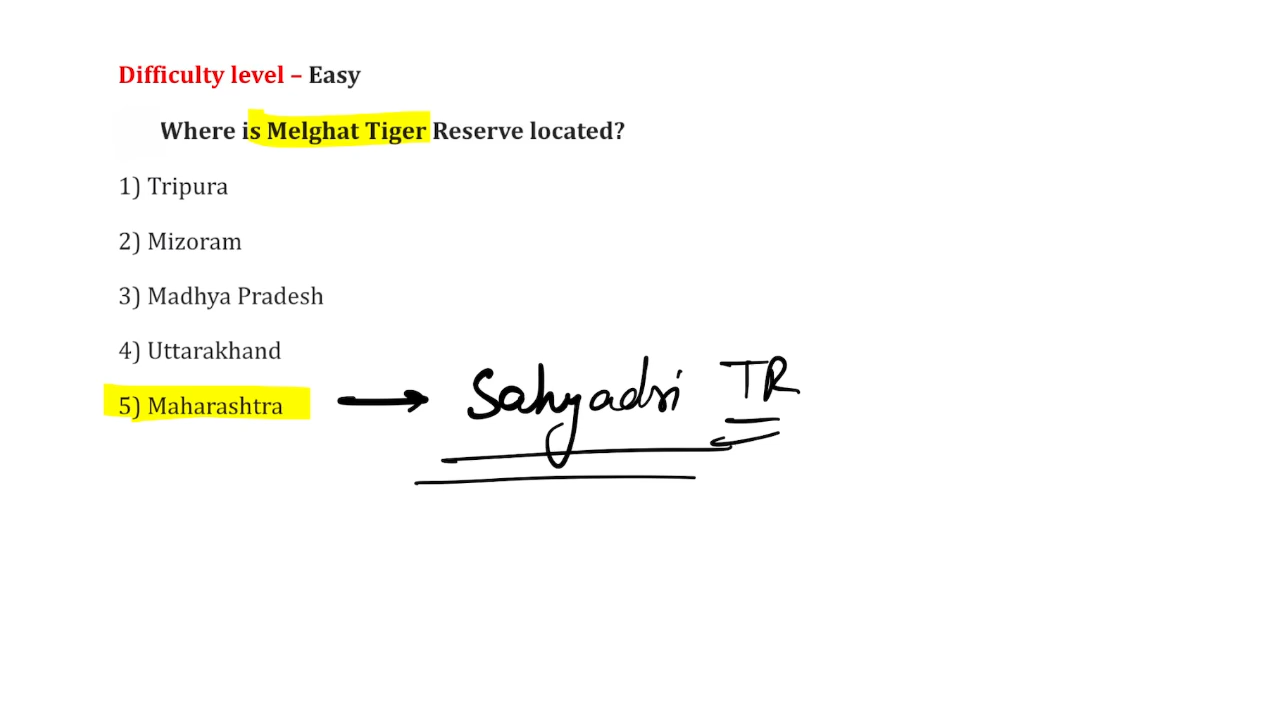 Difficulty level – Easy
Where is Melghat Tiger Reserve located?
1) Tripura
2) Mizoram
3) Madhya Pradesh
4) Uttarakhand
5) Maharashtra → Sahyadri TR